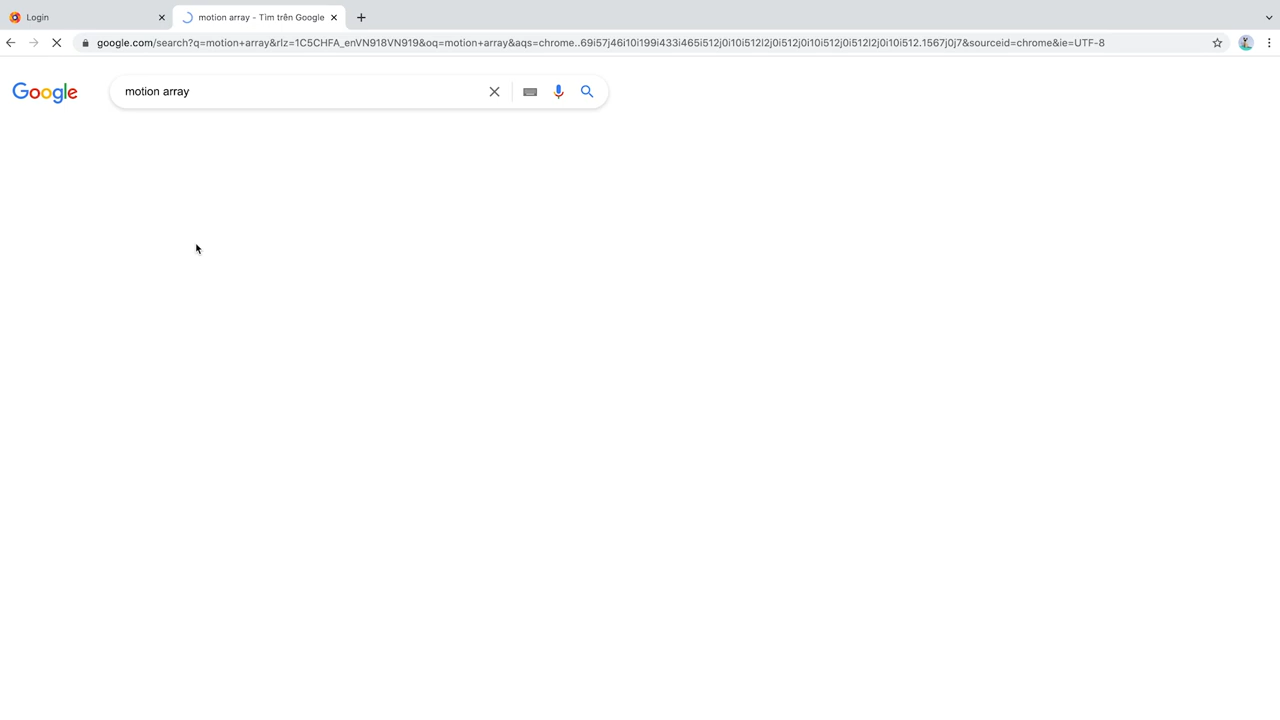 Login
motion array - Tìm trên Google
google.com/search?q=motion+array&rlz=1C5CHFA_enVN918VN919&oq=motion+array&aqs=chrome..69i57j46i10i199i433i465i512j0i10i512l2j0i512j0i10i512j0i512l2j0i10i512.1567j0j7&sourceid=chrome&ie=UTF-8
Google
motion array